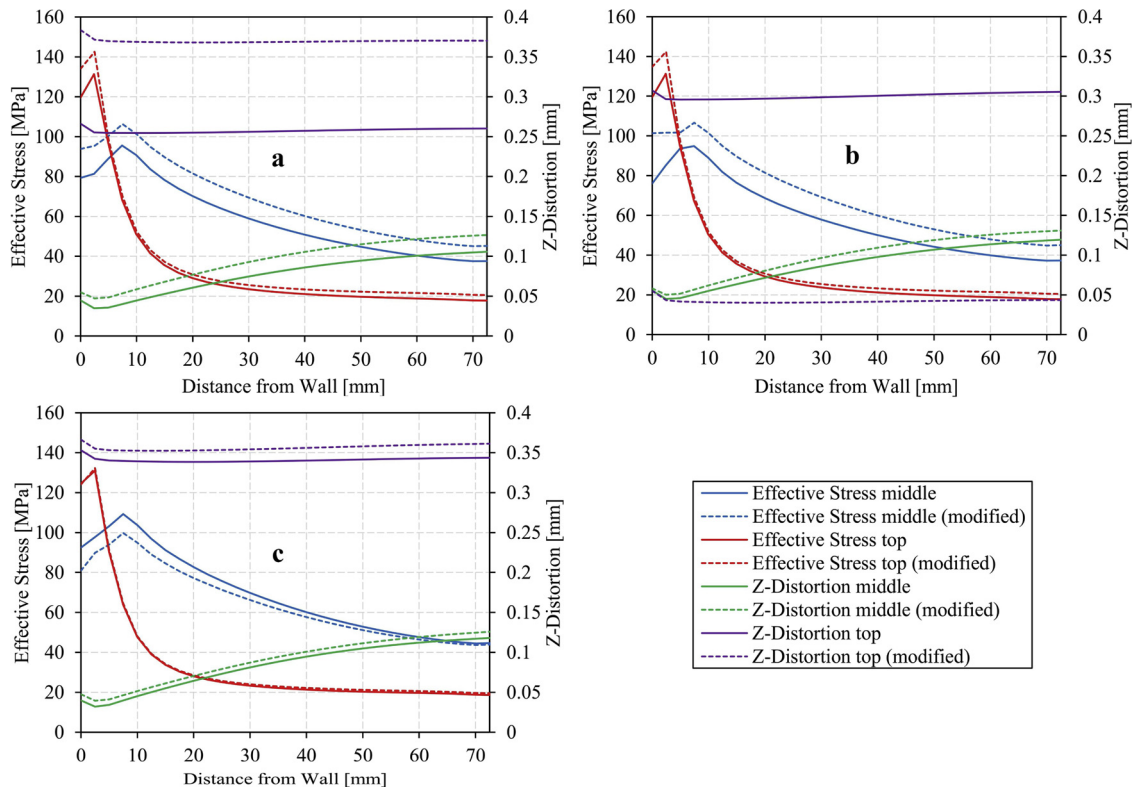 160 0.4 160 0.4
140 0.35 140 0.35
120 0.3 120 0.3
100 0.25 100 0.25
80 0.2 80 0.2
60 0.15 60 0.15
40 0.1 40 0.1
20 0.05 20 0.05
0 0 0 0
Effective Stress [MPa]
a
Z-Distortion [mm]
Effective Stress [MPa]
b
Z-Distortion [mm]
0 10 20 30 40 50 60 70
0 10 20 30 40 50 60 70
Distance from Wall [mm]
Distance from Wall [mm]
160 0.4
140 0.35
120 0.3
100 0.25
80 0.2
60 0.15
40 0.1
20 0.05
0 0
Effective Stress [MPa]
c
Z-Distortion [mm]
0 10 20 30 40 50 60 70
Distance from Wall [mm]
Effective Stress middle
Effective Stress middle (modified)
Effective Stress top
Effective Stress top (modified)
Z-Distortion middle
Z-Distortion middle (modified)
Z-Distortion top
Z-Distortion top (modified)